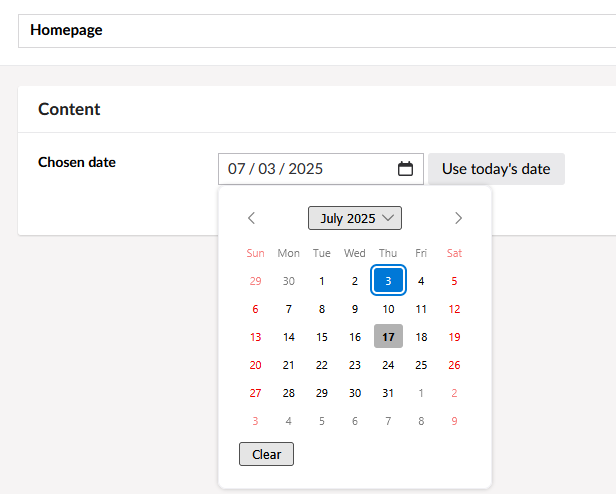 Homepage
Content
Chosen date
07 / 03 / 2025
Use today's date
July 2025
Sun Mon Tue Wed Thu Fri Sat
29 30 1 2 3 4 5
6 7 8 9 10 11 12
13 14 15 16 17 18 19
20 21 22 23 24 25 26
27 28 29 30 31 1 2
3 4 5 6 7 8 9
Clear